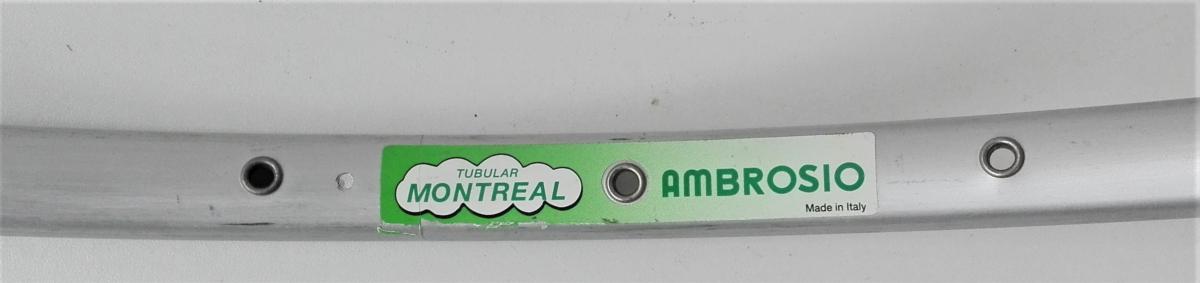 TUBULAR
MONTREAL
AMBROSIO
Made in Italy